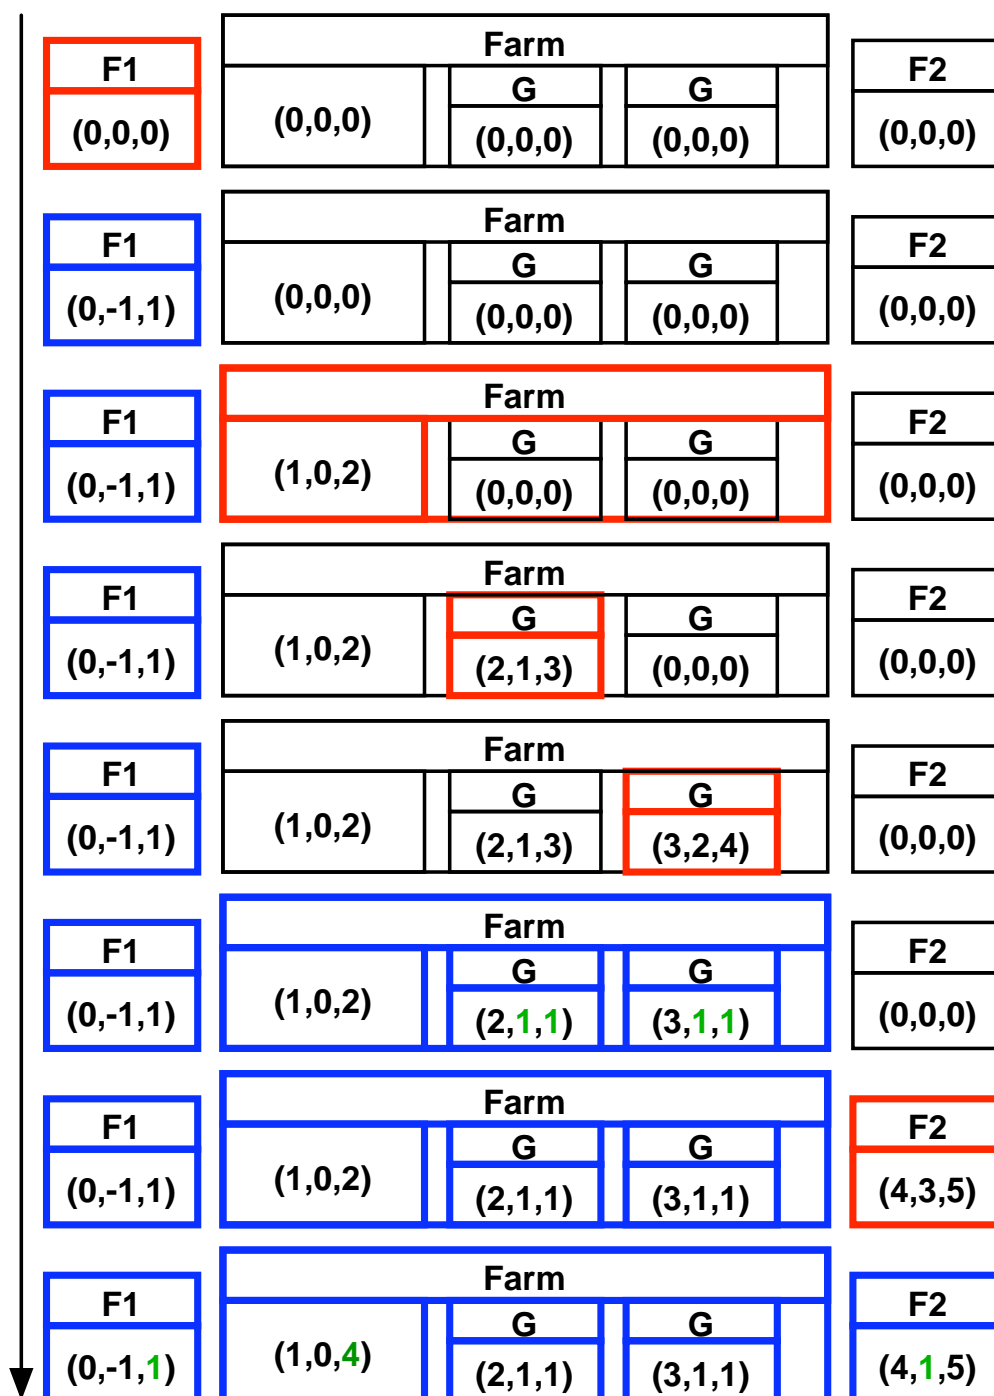 Farm
F1 G G F2
(0,0,0) (0,0,0) (0,0,0) (0,0,0) (0,0,0)
Farm
F1 G G F2
(0,-1,1) (0,0,0) (0,0,0) (0,0,0) (0,0,0)
Farm
F1 G G F2
(0,-1,1) (1,0,2) (0,0,0) (0,0,0) (0,0,0)
Farm
F1 G G F2
(0,-1,1) (1,0,2) (2,1,3) (0,0,0) (0,0,0)
Farm
F1 G G F2
(0,-1,1) (1,0,2) (2,1,3) (3,2,4) (0,0,0)
Farm
F1 G G F2
(0,-1,1) (1,0,2) (2,1,1) (3,1,1) (0,0,0)
Farm
F1 G G F2
(0,-1,1) (1,0,2) (2,1,1) (3,1,1) (4,3,5)
Farm
F1 G G F2
(0,-1,1) (1,0,4) (2,1,1) (3,1,1) (4,1,5)